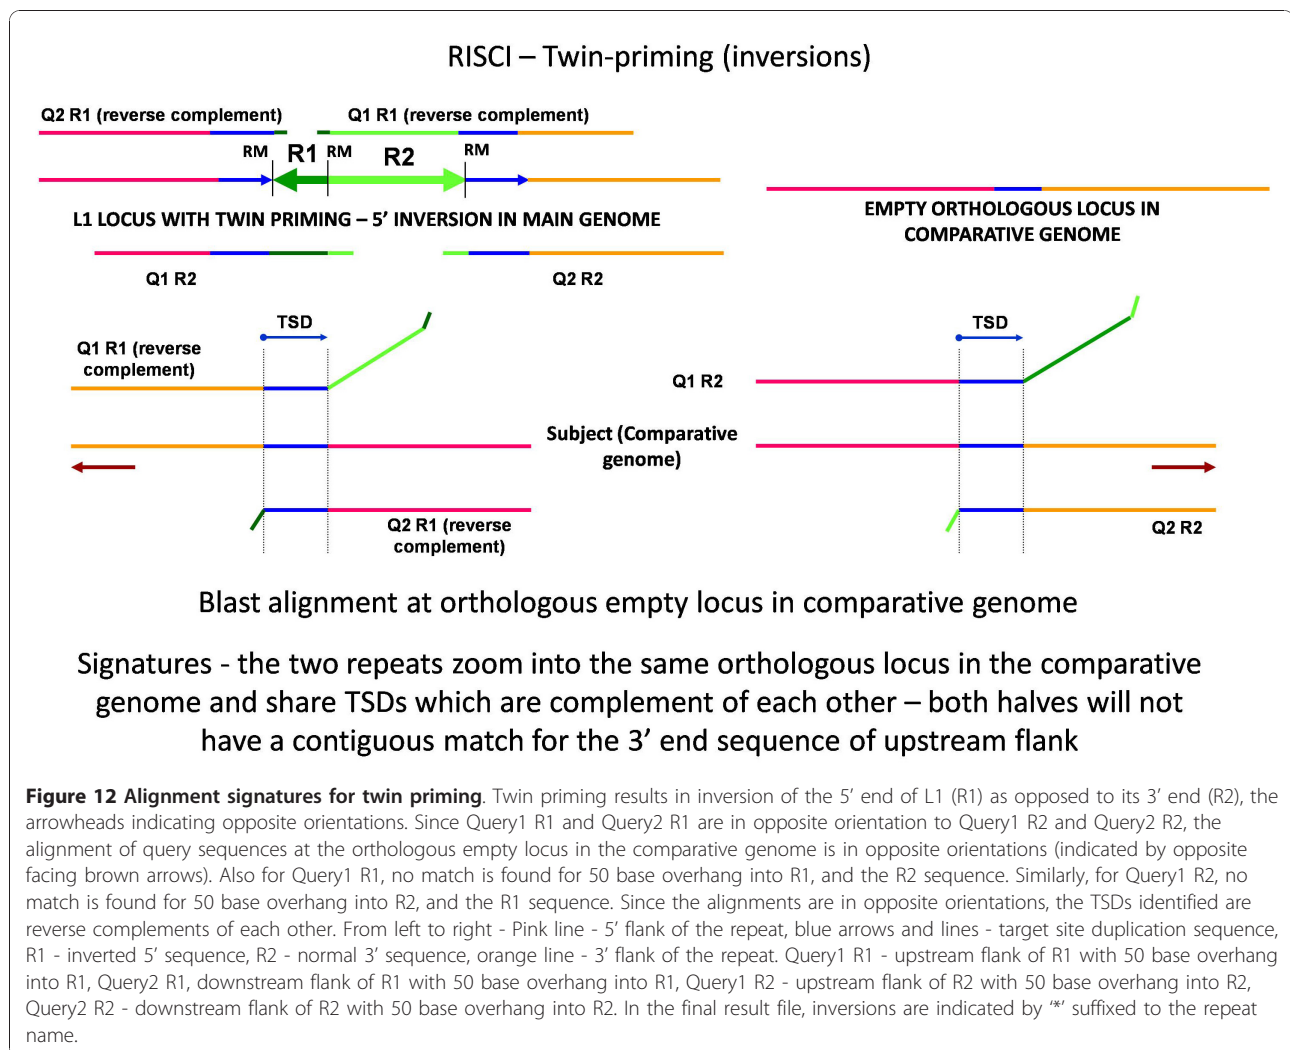 RISCI – Twin-priming (inversions)
Q2 R1 (reverse complement)
Q1 R1 (reverse complement)
RM
R1
RM
R2
RM
L1 LOCUS WITH TWIN PRIMING – 5’ INVERSION IN MAIN GENOME
EMPTY ORTHOLOGOUS LOCUS IN
COMPARATIVE GENOME
Q1 R2
Q2 R2
TSD
TSD
Q1 R1 (reverse
complement)
Q1 R2
Subject (Comparative
genome)
Q2 R1 (reverse
complement)
Q2 R2
Blast alignment at orthologous empty locus in comparative genome
Signatures - the two repeats zoom into the same orthologous locus in the comparative
genome and share TSDs which are complement of each other – both halves will not
have a contiguous match for the 3’ end sequence of upstream flank
Figure 12 Alignment signatures for twin priming. Twin priming results in inversion of the 5’ end of L1 (R1) as opposed to its 3’ end (R2), the
arrowheads indicating opposite orientations. Since Query1 R1 and Query2 R1 are in opposite orientation to Query1 R2 and Query2 R2, the
alignment of query sequences at the orthologous empty locus in the comparative genome is in opposite orientations (indicated by opposite
facing brown arrows). Also for Query1 R1, no match is found for 50 base overhang into R1, and the R2 sequence. Similarly, for Query1 R2, no
match is found for 50 base overhang into R2, and the R1 sequence. Since the alignments are in opposite orientations, the TSDs identified are
reverse complements of each other. From left to right - Pink line - 5’ flank of the repeat, blue arrows and lines - target site duplication sequence,
R1 - inverted 5’ sequence, R2 - normal 3’ sequence, orange line - 3’ flank of the repeat. Query1 R1 - upstream flank of R1 with 50 base overhang
into R1, Query2 R1, downstream flank of R1 with 50 base overhang into R1, Query1 R2 - upstream flank of R2 with 50 base overhang into R2,
Query2 R2 - downstream flank of R2 with 50 base overhang into R2. In the final result file, inversions are indicated by ‘*’ suffixed to the repeat
name.